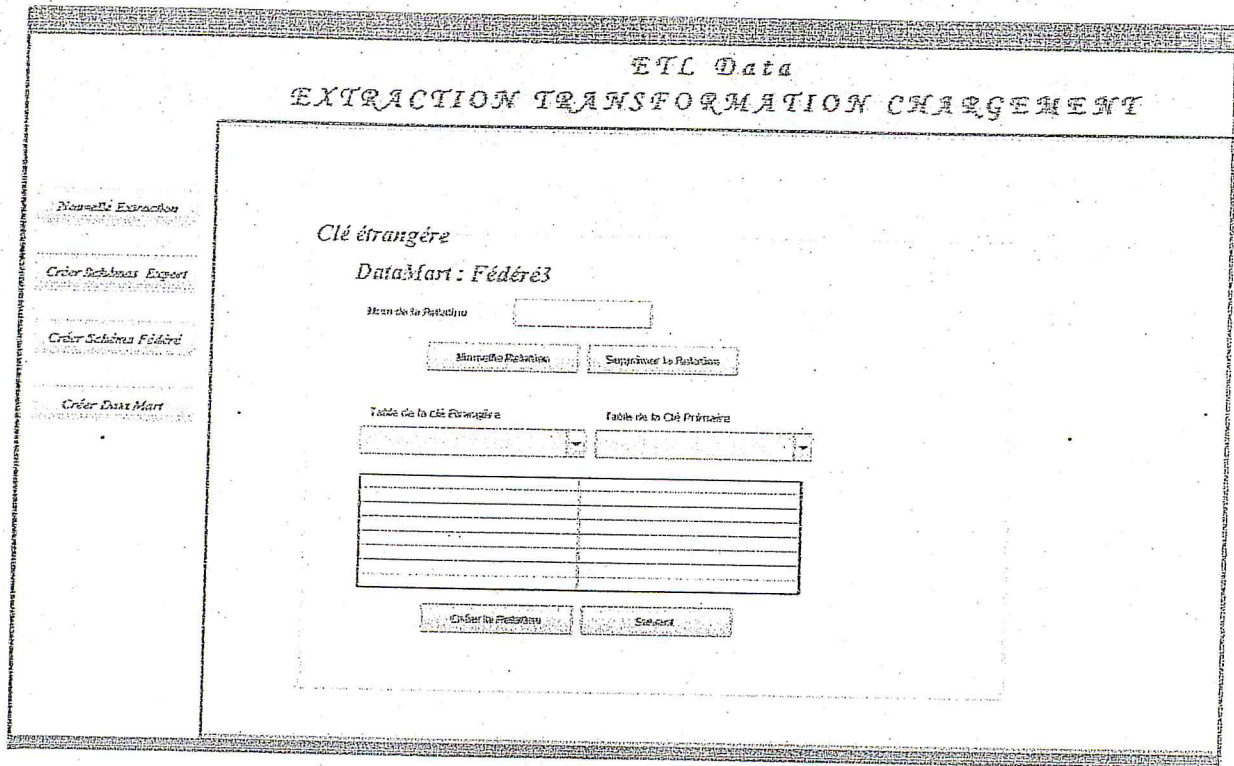 ETL Data
EXTRACTION TRANSFORMATION CHARGEMENT
Nouvelle Extraction
Créer Schémas Export
Créer Schéma Fédéré
Créer Data Mart
Clé étrangére
DataMart : Fédéré3
Nom de la Relation
Nouvelle Relation
Supprimer la Relation
Table de la clé Etrangère
Table de la Clé Primaire
Créer la Relation
Suivant